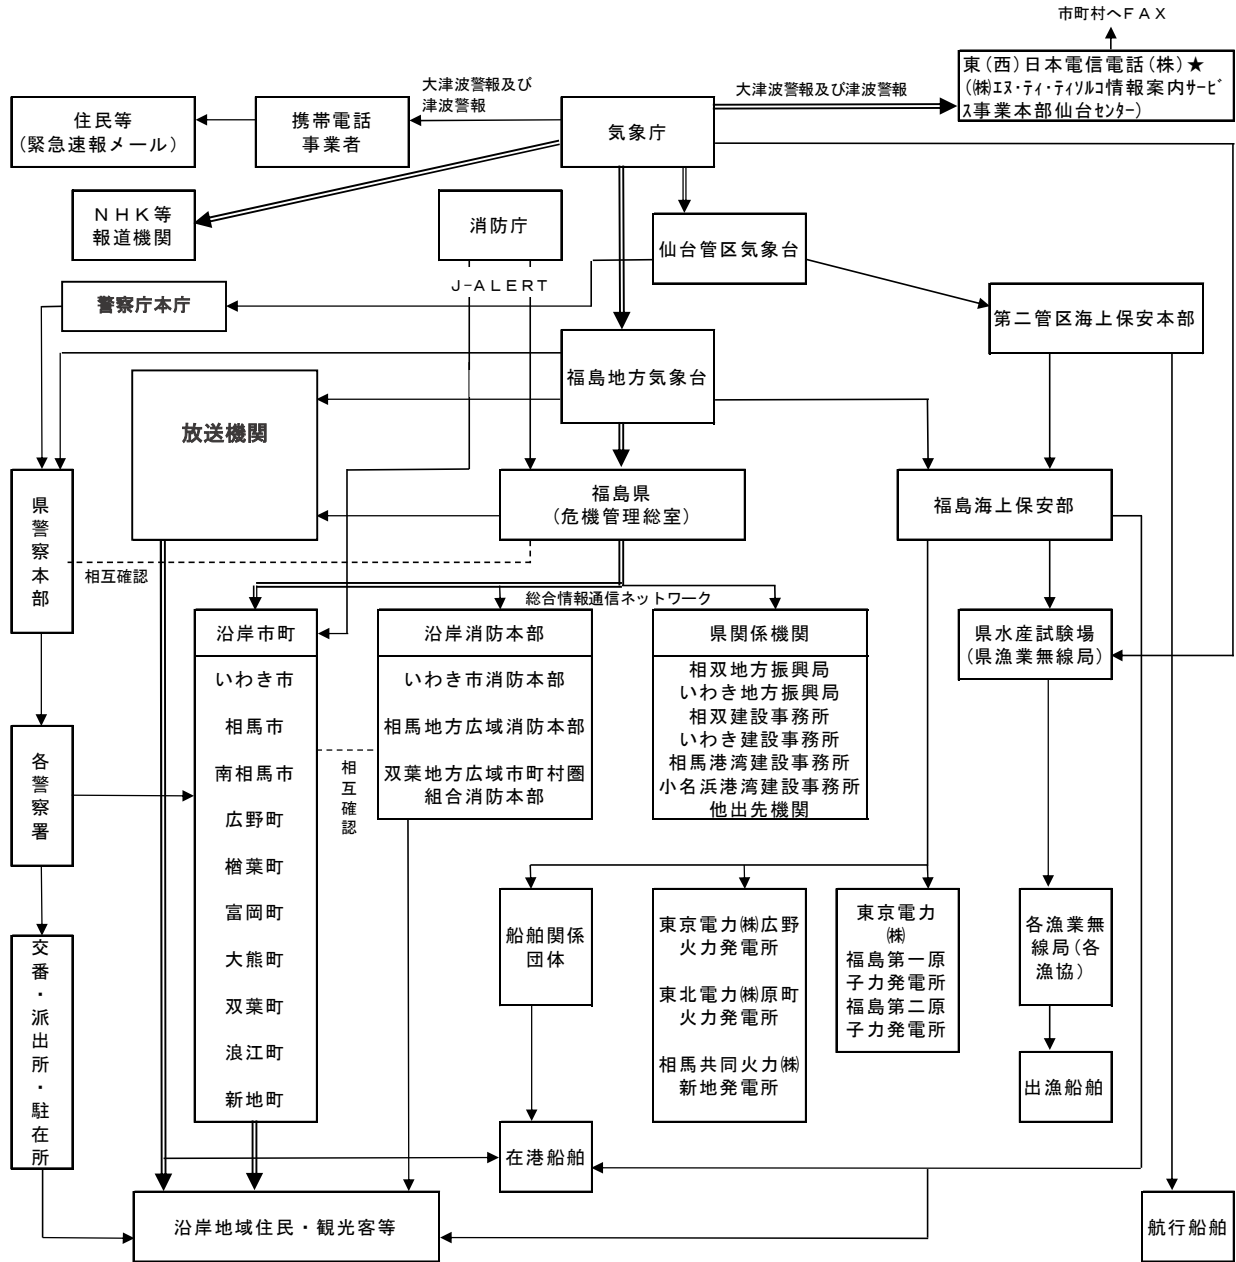 市町村へＦＡＸ
東(西)日本電信電話(株)★
(㈱ｴﾇ･ﾃｨ･ﾃｨｿﾙｺ情報案内ｻｰﾋﾞ
ｽ事業本部仙台ｾﾝﾀｰ)
大津波警報及び
津波警報
大津波警報及び津波警報
住民等
(緊急速報メール)
携帯電話
事業者
気象庁
ＮＨＫ等
報道機関
消防庁
仙台管区気象台
J-ALERT
警察庁本庁
第二管区海上保安本部
福島地方気象台
放送機関
県警察本部
福島県
(危機管理総室)
福島海上保安部
相互確認
総合情報通信ネットワーク
沿岸市町
いわき市
相馬市
南相馬市
広野町
楢葉町
富岡町
大熊町
双葉町
浪江町
新地町
沿岸消防本部
いわき市消防本部
相馬地方広域消防本部
双葉地方広域市町村圏
組合消防本部
県関係機関
相双地方振興局
いわき地方振興局
相双建設事務所
いわき建設事務所
相馬港湾建設事務所
小名浜港湾建設事務所
他出先機関
県水産試験場
(県漁業無線局)
各警察署
相互確認
交番・派出所・駐在所
船舶関係
団体
東京電力㈱広野
火力発電所
東北電力㈱原町
火力発電所
相馬共同火力㈱
新地発電所
東京電力
㈱
福島第一原
子力発電所
福島第二原
子力発電所
各漁業無
線局(各
漁協)
出漁船舶
在港船舶
沿岸地域住民・観光客等
航行船舶